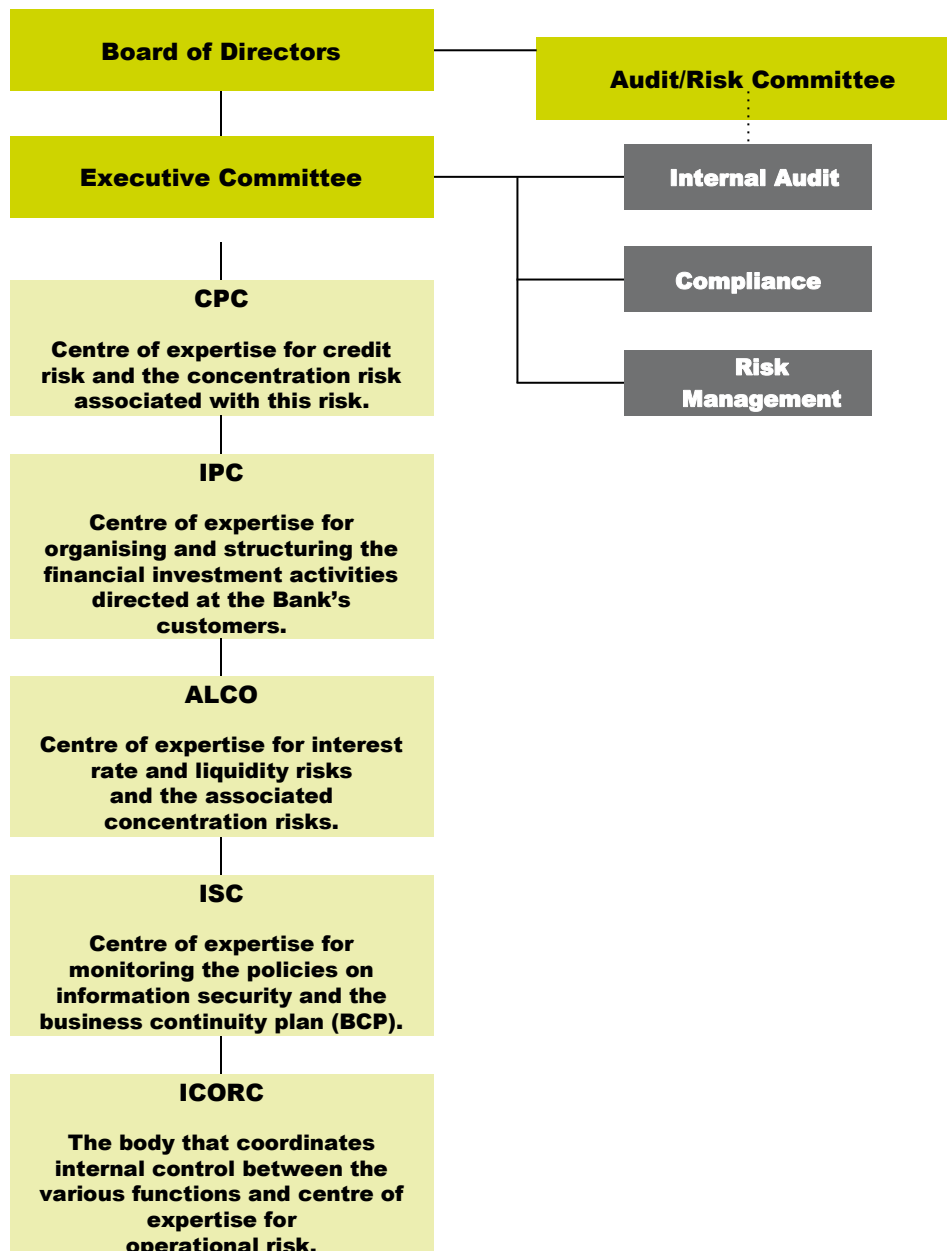 Board of Directors
Audit/Risk Committee
Executive Committee
Internal Audit
Compliance
Risk
Management
CPC
Centre of expertise for credit
risk and the concentration risk
associated with this risk.
IPC
Centre of expertise for
organising and structuring the
financial investment activities
directed at the Bank’s
customers.
ALCO
Centre of expertise for interest
rate and liquidity risks
and the associated
concentration risks.
ISC
Centre of expertise for
monitoring the policies on
information security and the
business continuity plan (BCP).
ICORC
The body that coordinates
internal control between the
various functions and centre of
expertise for
operational risk.